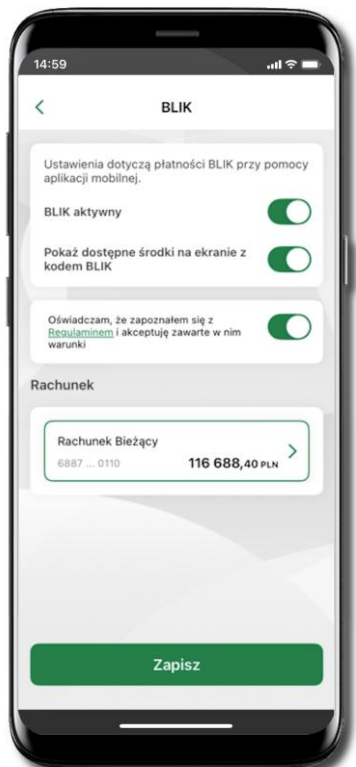 14:59
BLIK
Ustawienia dotyczą płatności BLIK przy pomocy
aplikacji mobilnej.
BLIK aktywny
Pokaż dostępne środki na ekranie z
kodem BLIK
Oświadczam, że zapoznałem się z
Regulaminem i akceptuję zawarte w nim
warunki
Rachunek
Rachunek Bieżący
6887 ... 0110 116 688,40 PLN
Zapisz